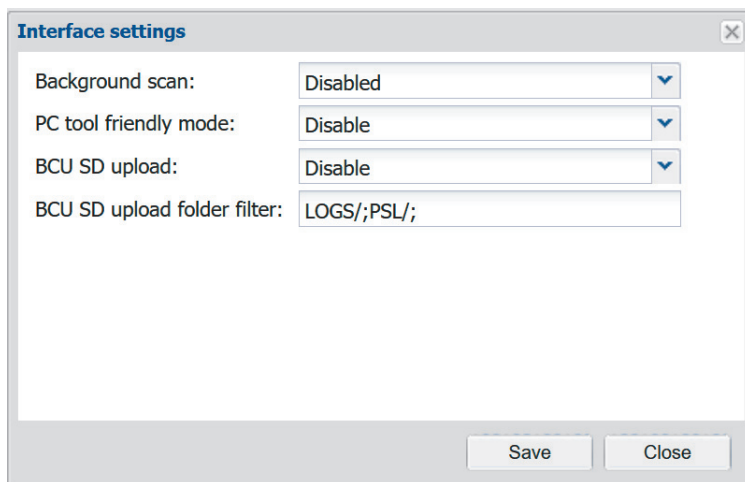 Interface settings
Background scan: Disabled
PC tool friendly mode: Disable
BCU SD upload: Disable
BCU SD upload folder filter: LOGS/;PSL/;
Save Close